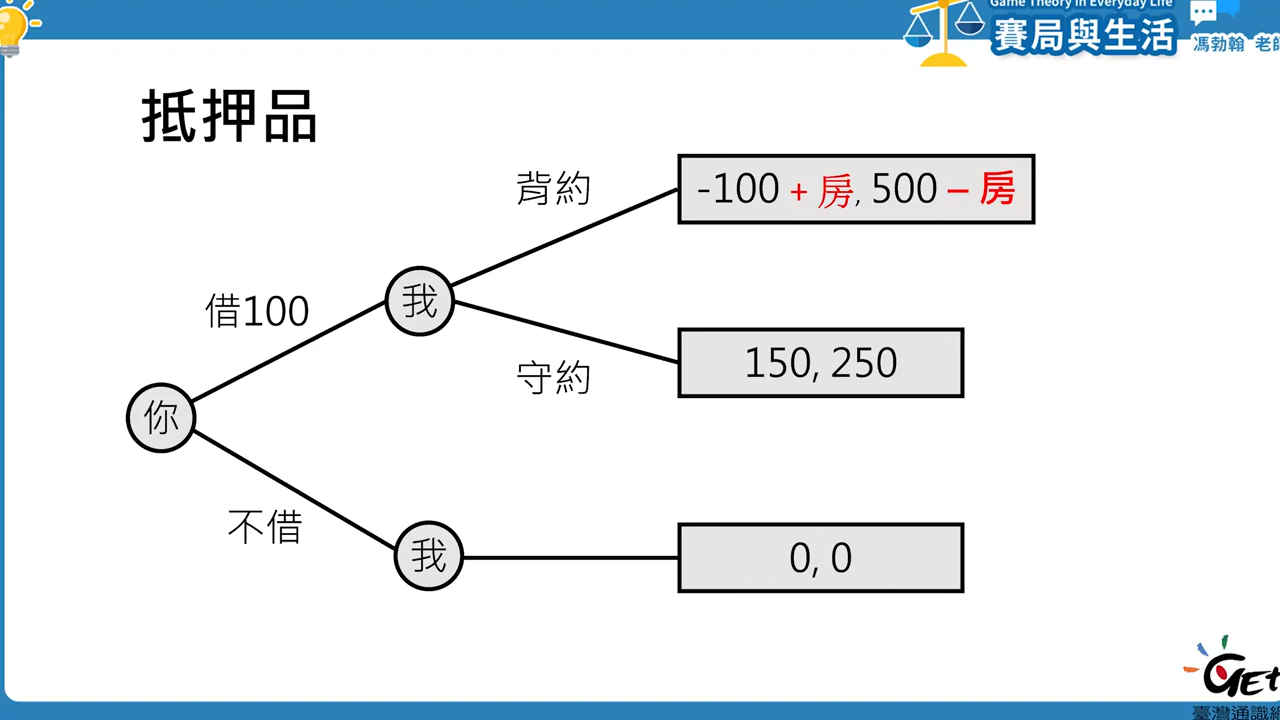 Game Theory in Everyday Life
賽局與生活
馮勃翰 老師
抵押品
背約
-100 + 房, 500 – 房
借100
我
守約
150, 250
你
不借
我
0, 0
GET
臺灣通識網